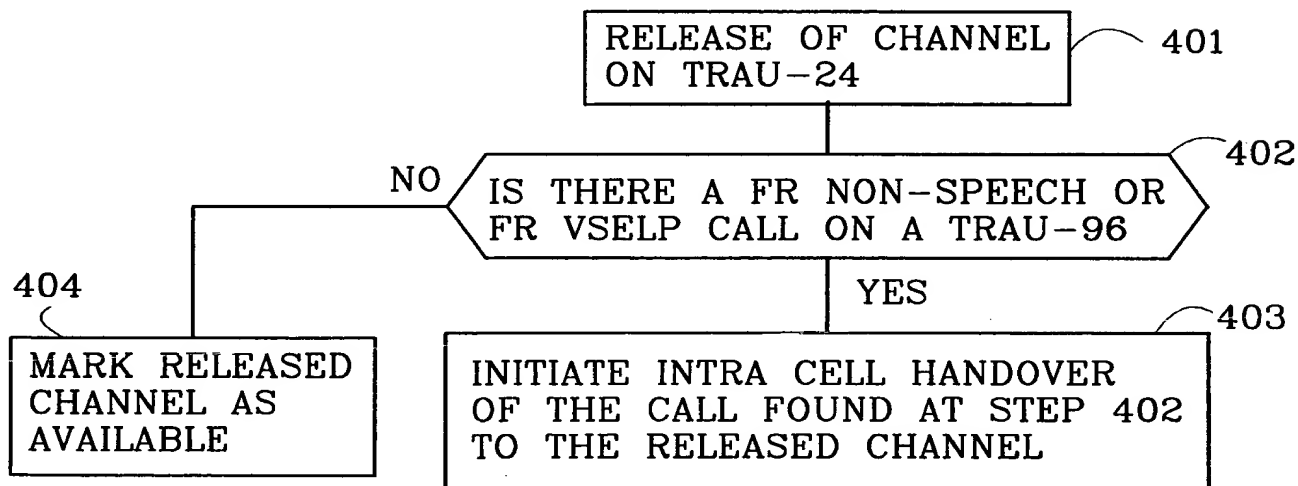 RELEASE OF CHANNEL
ON TRAU-24
401
402
NO
IS THERE A FR NON-SPEECH OR
FR VSELP CALL ON A TRAU-96
YES
404
MARK RELEASED
CHANNEL AS
AVAILABLE
403
INITIATE INTRA CELL HANDOVER
OF THE CALL FOUND AT STEP 402
TO THE RELEASED CHANNEL